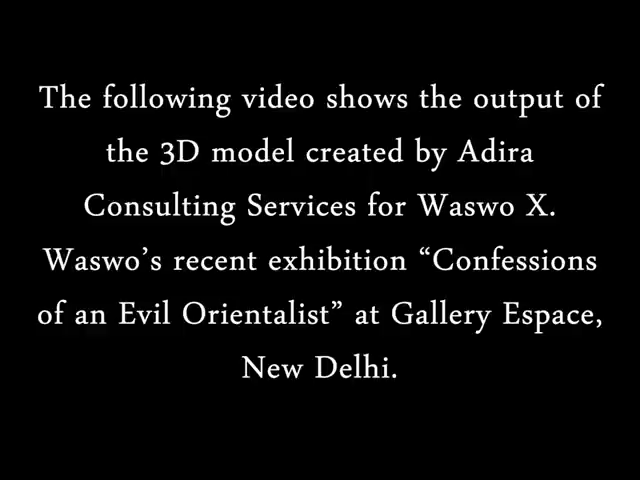 The following video shows the output of
the 3D model created by Adira
Consulting Services for Waswo X.
Waswo’s recent exhibition “Confessions
of an Evil Orientalist” at Gallery Espace,
New Delhi.